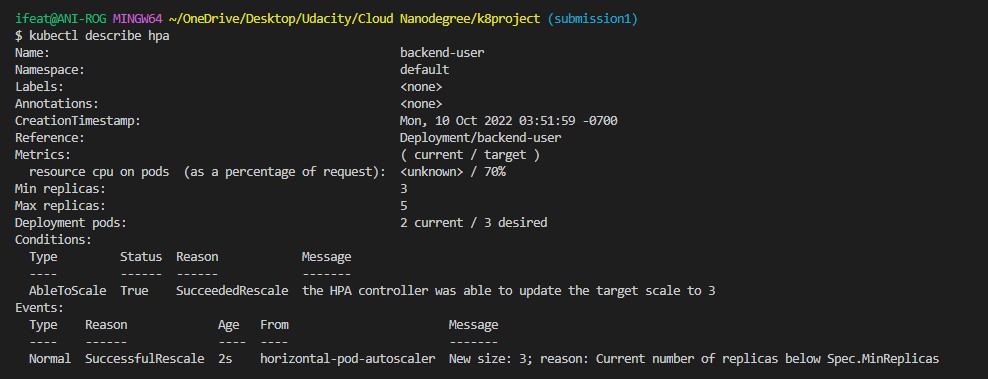 ifeat@ANI-ROG MINGW64 ~/OneDrive/Desktop/Udacity/Cloud Nanodegree/k8project (submission1)
$ kubectl describe hpa
Name:                                                  backend-user
Namespace:                                             default
Labels:                                                <none>
Annotations:                                           <none>
CreationTimestamp:                                     Mon, 10 Oct 2022 03:51:59 -0700
Reference:                                             Deployment/backend-user
Metrics:                                               ( current / target )
  resource cpu on pods  (as a percentage of request):  <unknown> / 70%
Min replicas:                                          3
Max replicas:                                          5
Deployment pods:                                       2 current / 3 desired
Conditions:
  Type         Status  Reason            Message
  ----         ------  ------            -------
  AbleToScale  True    SucceededRescale  the HPA controller was able to update the target scale to 3
Events:
  Type    Reason             Age   From                       Message
  ----    ------             ----  ----                       -------
  Normal  SuccessfulRescale  2s    horizontal-pod-autoscaler  New size: 3; reason: Current number of replicas below Spec.MinReplicas